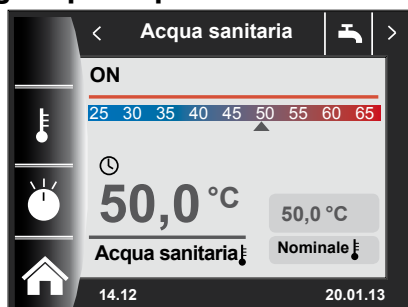 < Acqua sanitaria >
ON
25 30 35 40 45 50 55 60 65
50,0 °C
50,0 °C
Acqua sanitaria
Nominale
14.12 20.01.13